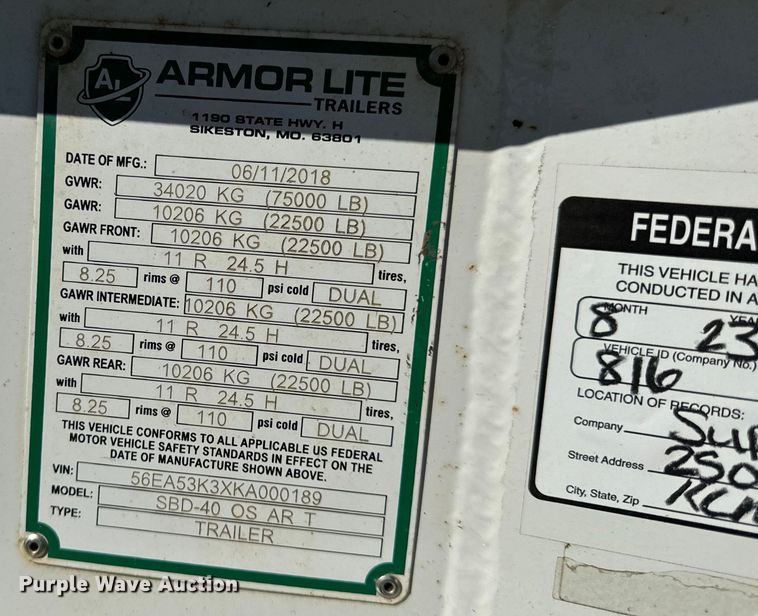 AL ARMOR LITE
TRAILERS
1190 STATE HWY. H
SIKESTON, MO. 63801
DATE OF MFG.: 06/11/2018
GVWR: 34020 KG (75000 LB)
GAWR: 10206 KG (22500 LB)
GAWR FRONT: 10206 KG (22500 LB)
with 11 R 24.5 H tires,
8.25 rims @ 110 psi cold DUAL
GAWR INTERMEDIATE: 10206 KG (22500 LB)
with 11 R 24.5 H tires,
8.25 rims @ 110 psi cold DUAL
GAWR REAR: 10206 KG (22500 LB)
with 11 R 24.5 H tires,
8.25 rims @ 110 psi cold DUAL
THIS VEHICLE CONFORMS TO ALL APPLICABLE US FEDERAL
MOTOR VEHICLE SAFETY STANDARDS IN EFFECT ON THE
DATE OF MANUFACTURE SHOWN ABOVE.
VIN: 56EA53K3XKA000189
MODEL: SBD-40 OS AR T
TYPE: TRAILER
FEDERA
THIS VEHICLE HA
CONDUCTED IN A
MONTH YEA
8 23
VEHICLE ID (Company No.)
816
LOCATION OF RECORDS:
Company
Street Address 250
City, State, Zip
Purple Wave Auction